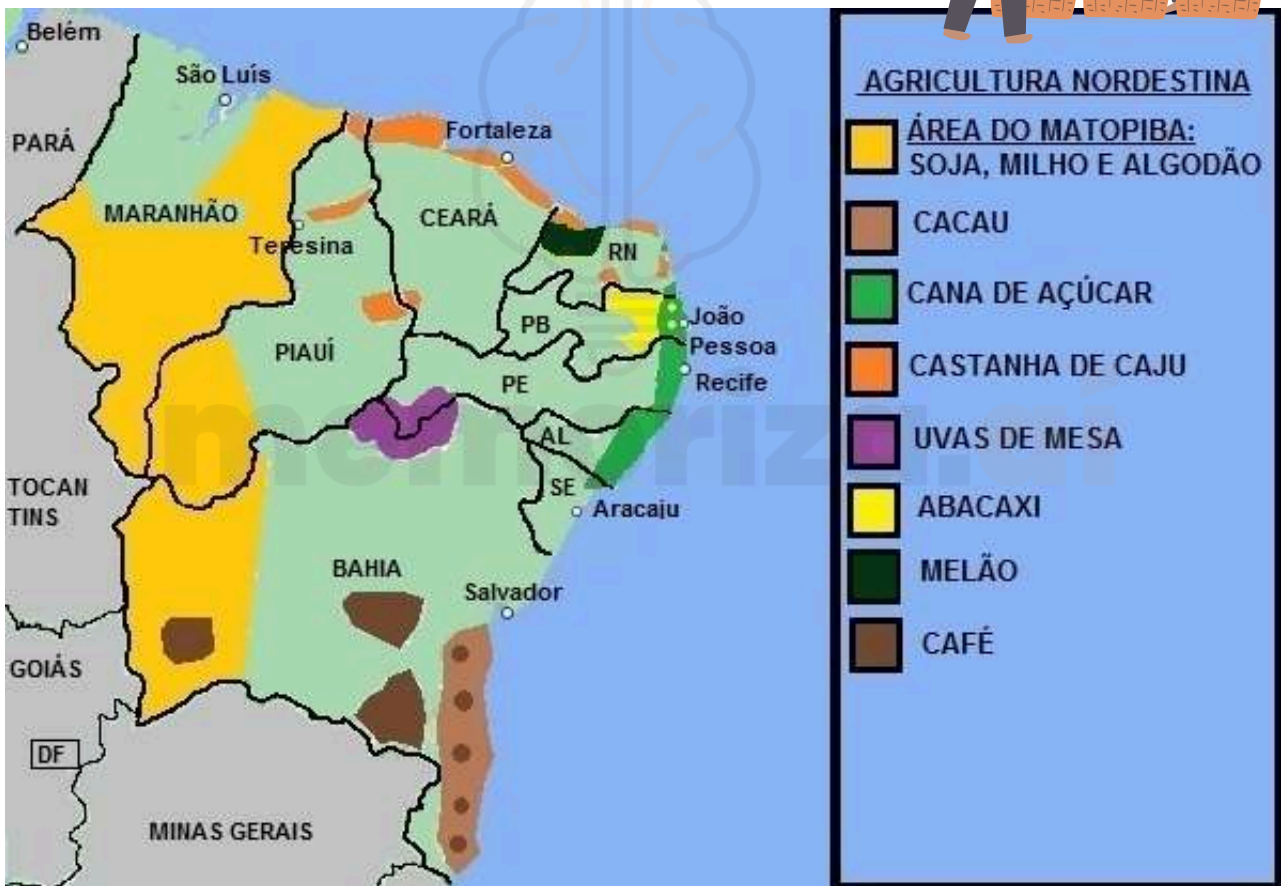 Belém
São Luís
PARÁ
Fortaleza
MARANHÃO
CEARÁ
Teresina
RN
PB
João
Pessoa
PIAUÍ
PE
Recife
AL
SE
TOCAN
TINS
Aracaju
BAHIA
Salvador
GOIÁS
DF
MINAS GERAIS
memoriza.ai
AGRICULTURA NORDESTINA
ÁREA DO MATOPIBA:
SOJA, MILHO E ALGODÃO
CACAU
CANA DE AÇÚCAR
CASTANHA DE CAJU
UVAS DE MESA
ABACAXI
MELÃO
CAFÉ